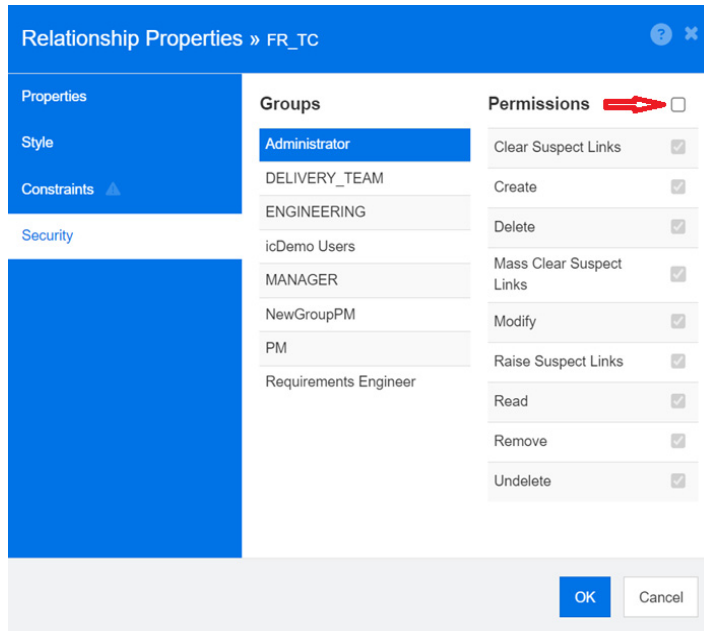 Relationship Properties » FR_TC
Properties
Style
Constraints
Security
Groups
Administrator
DELIVERY_TEAM
ENGINEERING
icDemo Users
MANAGER
NewGroupPM
PM
Requirements Engineer
Permissions
Clear Suspect Links
Create
Delete
Mass Clear Suspect
Links
Modify
Raise Suspect Links
Read
Remove
Undelete
OK
Cancel